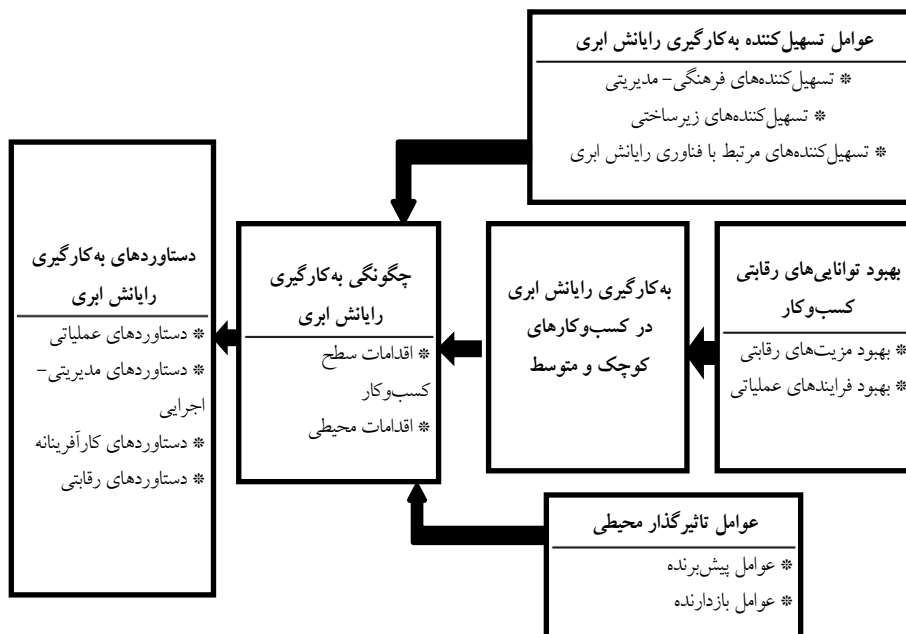 عوامل تسهیل‌کننده به‌کارگیری رایانش ابری
* تسهیل‌کننده‌های فرهنگی- مدیریتی
* تسهیل‌کننده‌های زیرساختی
* تسهیل‌کننده‌های مرتبط با فناوری رایانش ابری
بهبود توانایی‌های رقابتی
کسب‌وکار
* بهبود مزیت‌های رقابتی
* بهبود فرایندهای عملیاتی
به‌کارگیری رایانش ابری
در کسب‌وکارهای
کوچک و متوسط
چگونگی به‌کارگیری
رایانش ابری
* اقدامات سطح
کسب‌وکار
* اقدامات محیطی
دستاوردهای به‌کارگیری
رایانش ابری
* دستاوردهای عملیاتی
* دستاوردهای مدیریتی-
اجرایی
* دستاوردهای کارآفرینانه
* دستاوردهای رقابتی
عوامل تاثیرگذار محیطی
* عوامل پیش‌برنده
* عوامل بازدارنده